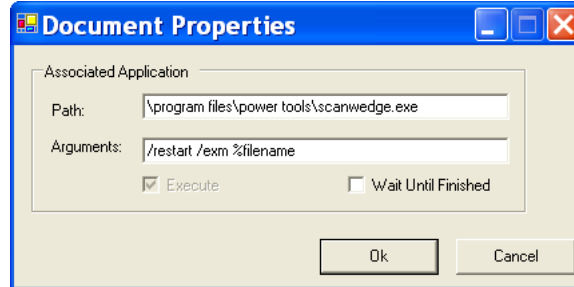 Document Properties
Associated Application
Path: \program files\power tools\scanwedge.exe
Arguments: /restart /exm %filename
Execute Wait Until Finished
Ok Cancel